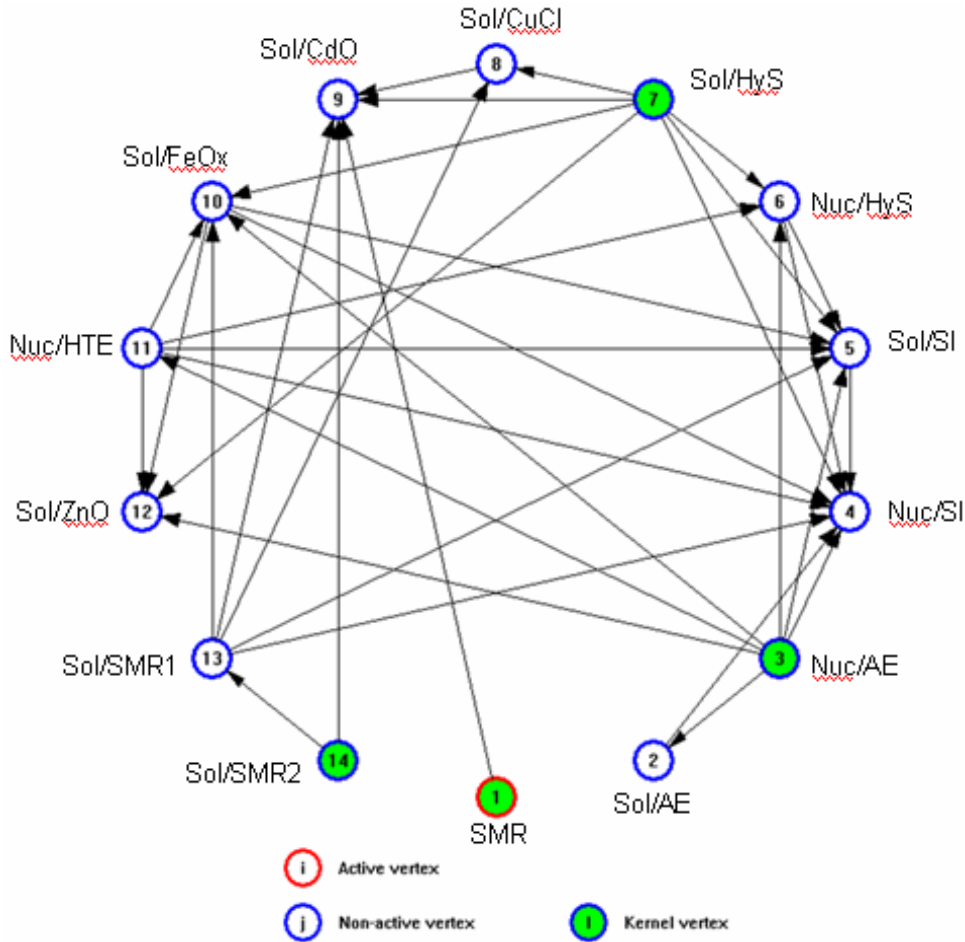 Sol/CuCl
Sol/CdO
8
Sol/HyS
9
7
Sol/FeOx
10
6
Nuc/HyS
Nuc/HTE
11
5
Sol/SI
Sol/ZnO
12
4
Nuc/SI
Sol/SMR1
13
3
Nuc/AE
Sol/SMR2
14
2
1
Sol/AE
SMR
i Active vertex
j Non-active vertex
l Kernel vertex